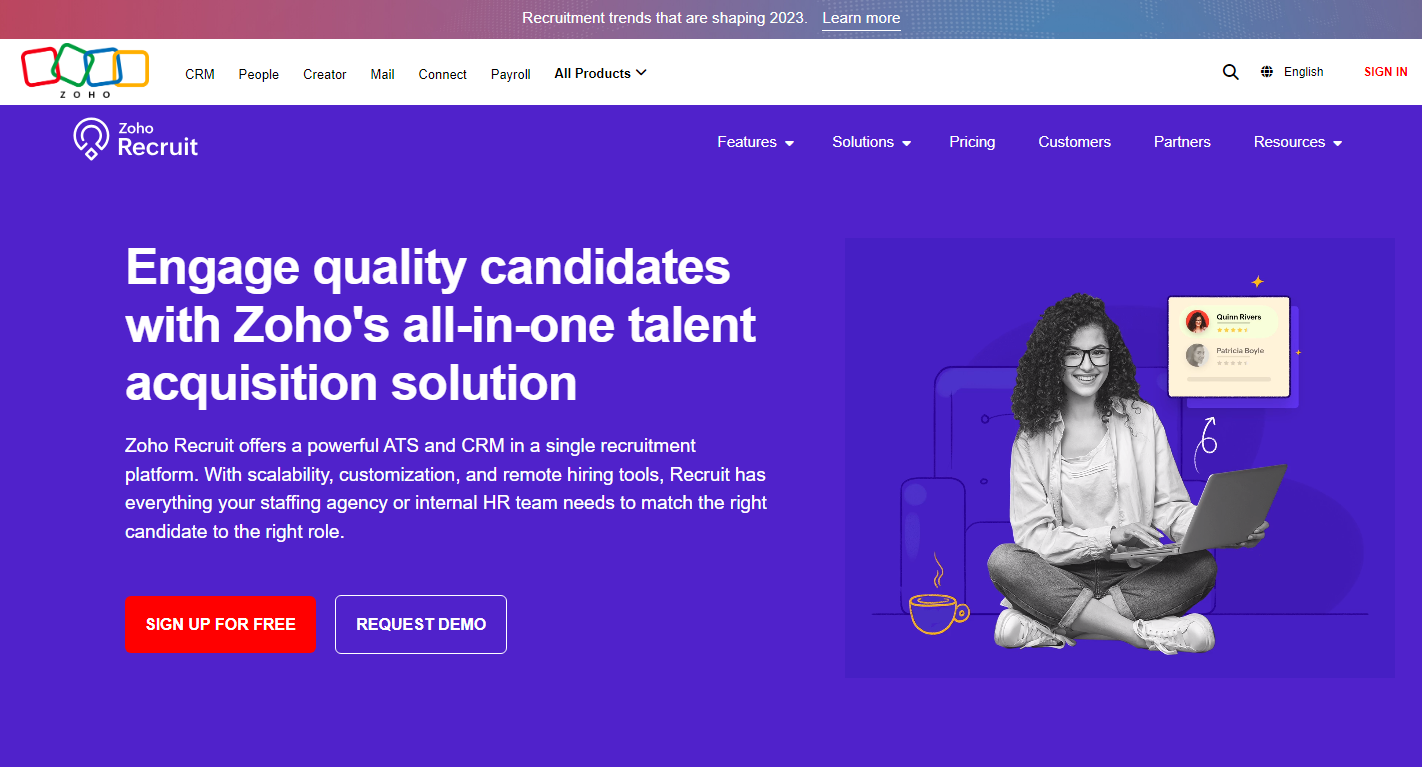 Recruitment trends that are shaping 2023. Learn more
ZOHO
CRM People Creator Mail Connect Payroll All Products
English SIGN IN
Zoho
Recruit
Features Solutions Pricing Customers Partners Resources
Engage quality candidates
with Zoho's all-in-one talent
acquisition solution
Zoho Recruit offers a powerful ATS and CRM in a single recruitment
platform. With scalability, customization, and remote hiring tools, Recruit has
everything your staffing agency or internal HR team needs to match the right
candidate to the right role.
SIGN UP FOR FREE REQUEST DEMO
Quinn Rivers
Patricia Boyle